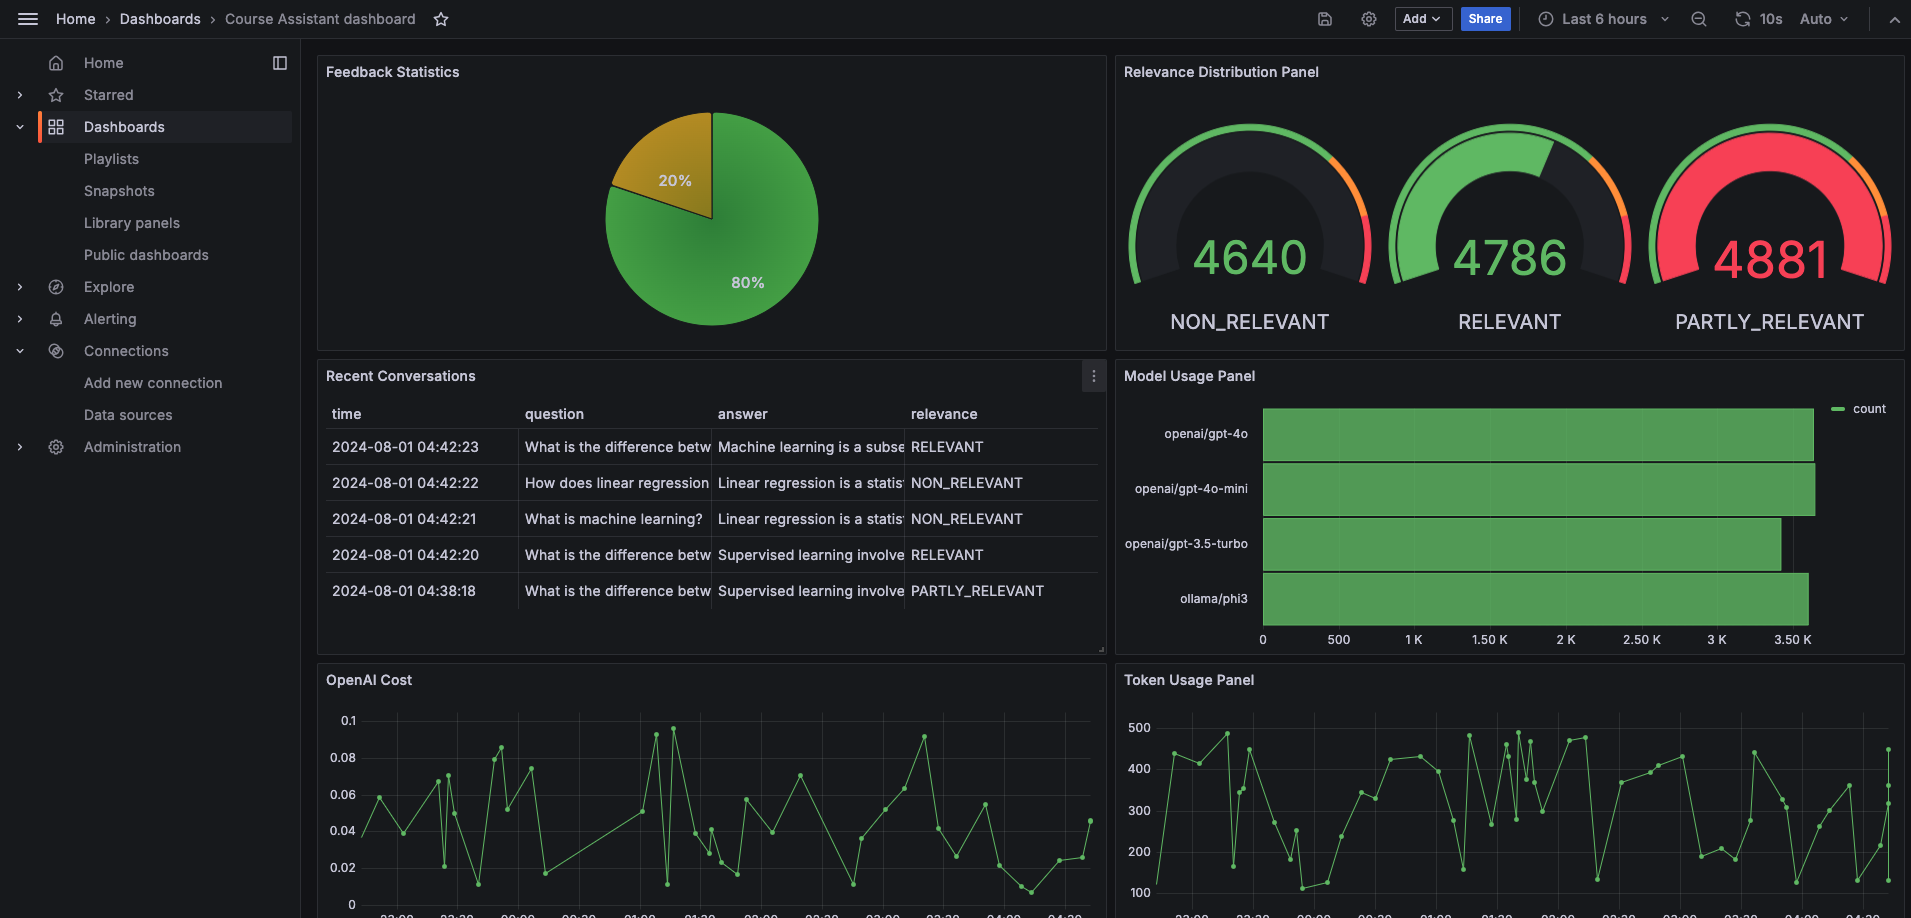 Home › Dashboards › Course Assistant dashboard
Add
Share
Last 6 hours
10s
Auto
Home
Starred
Dashboards
Playlists
Snapshots
Library panels
Public dashboards
Explore
Alerting
Connections
Add new connection
Data sources
Administration
Feedback Statistics
20%
80%
Relevance Distribution Panel
4640
4786
4881
NON_RELEVANT
RELEVANT
PARTLY_RELEVANT
Recent Conversations
time question answer relevance
2024-08-01 04:42:23 What is the difference betw Machine learning is a subse RELEVANT
2024-08-01 04:42:22 How does linear regression Linear regression is a statis NON_RELEVANT
2024-08-01 04:42:21 What is machine learning? Linear regression is a statis NON_RELEVANT
2024-08-01 04:42:20 What is the difference betw Supervised learning involve RELEVANT
2024-08-01 04:38:18 What is the difference betw Supervised learning involve PARTLY_RELEVANT
Model Usage Panel
count
openai/gpt-4o
openai/gpt-4o-mini
openai/gpt-3.5-turbo
ollama/phi3
0 500 1 K 1.50 K 2 K 2.50 K 3 K 3.50 K
OpenAI Cost
0.1
0.08
0.06
0.04
0.02
0
Token Usage Panel
500
400
300
200
100